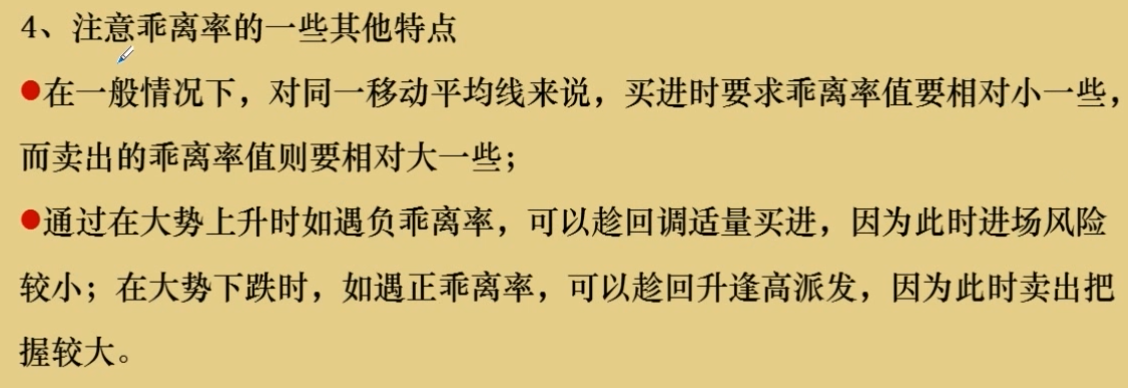 4、注意乖离率的一些其他特点
●在一般情况下，对同一移动平均线来说，买进时要求乖离率值要相对小一些，
而卖出的乖离率值则要相对大一些；
●通过在大势上升时如遇负乖离率，可以趁回调适量买进，因为此时进场风险
较小；在大势下跌时，如遇正乖离率，可以趁回升逢高派发，因为此时卖出把
握较大。